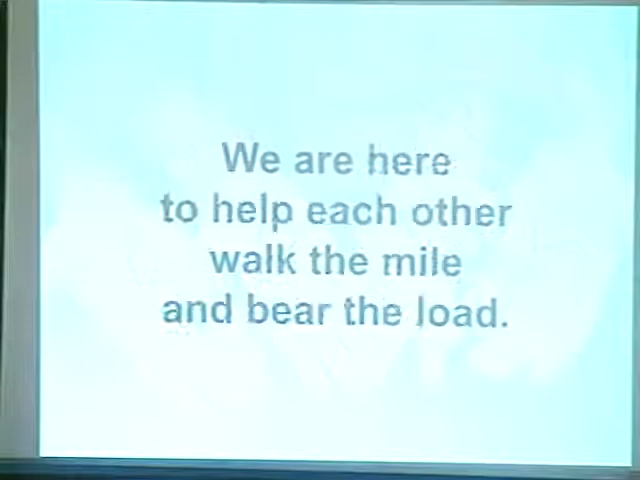 We are here
to help each other
walk the mile
and bear the load.